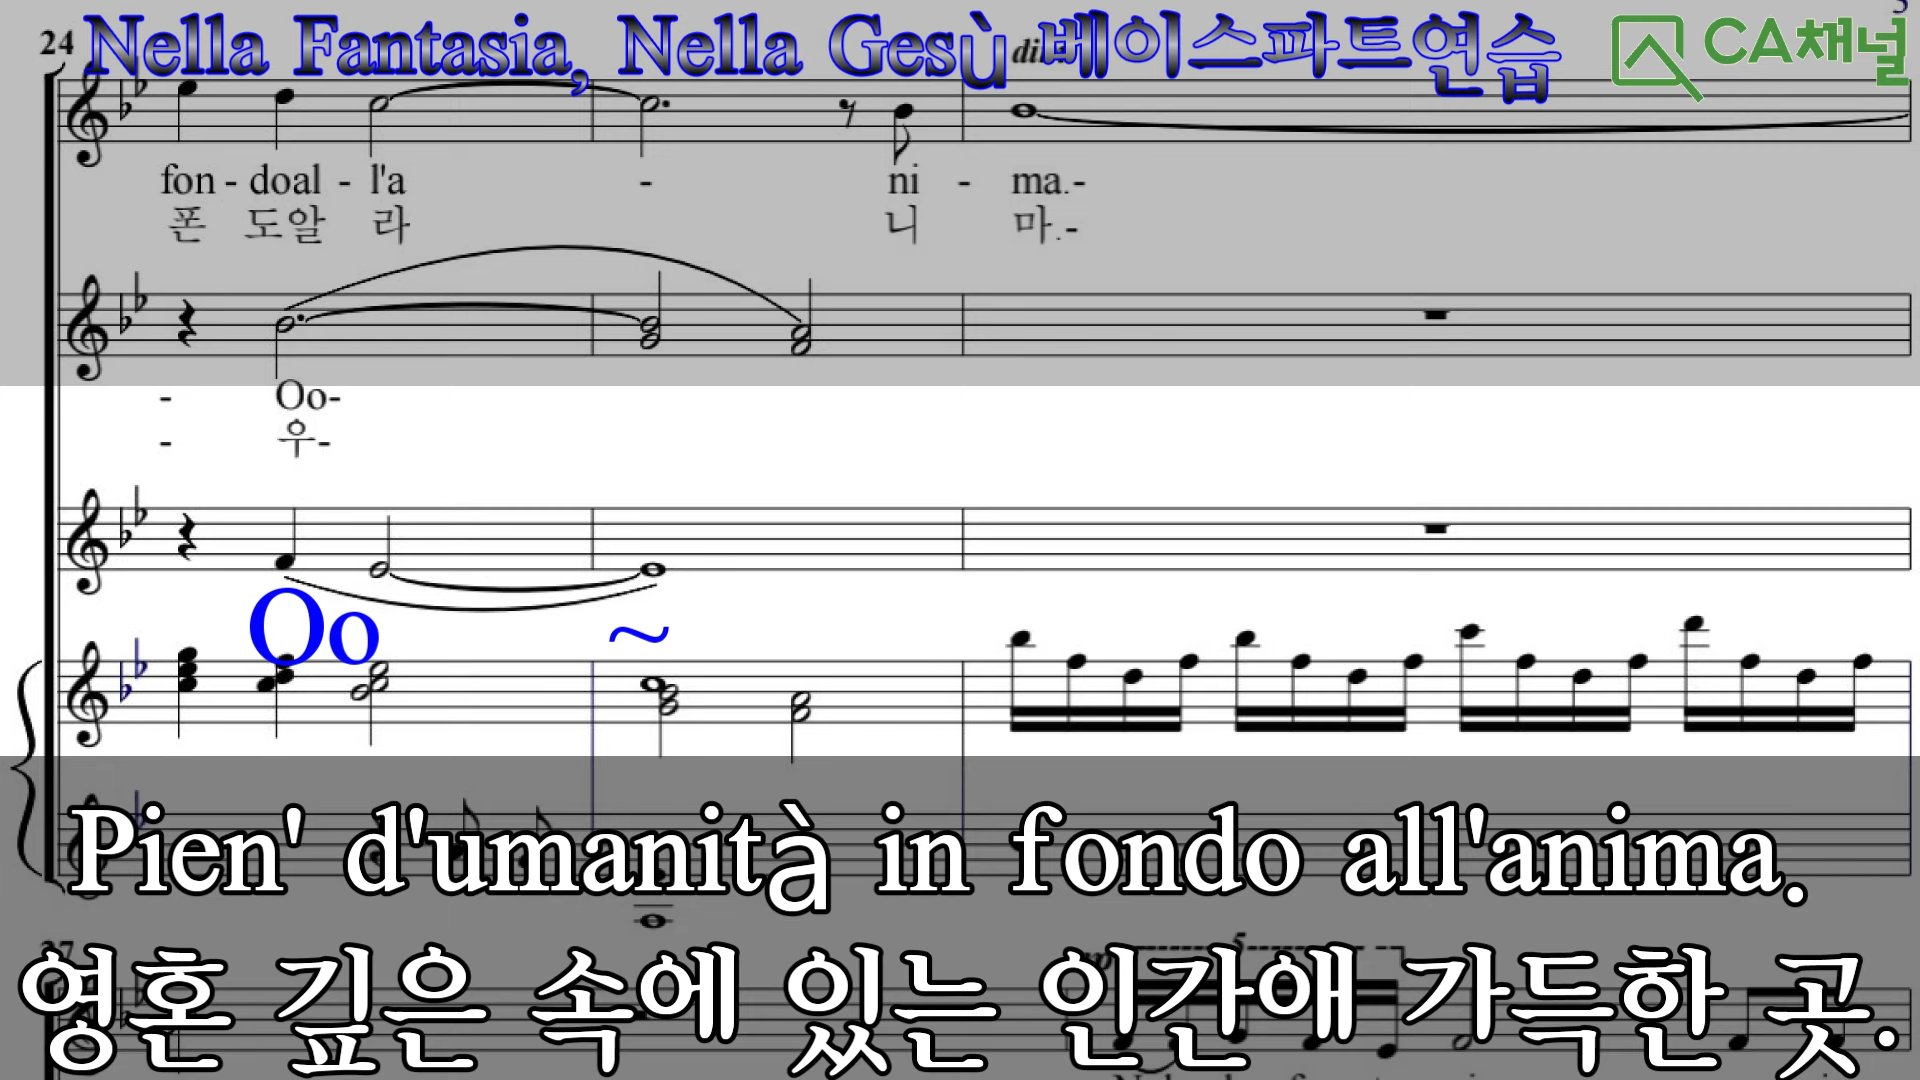 3
24 Nella Fantasia, Nella Gesù 베이스파트연습 CA채널
fon - doal - l'a - ni - ma.-
폰 도알 라 니 마.-
- Oo-
- 우-
Oo ~
Pien' d'umanità in fondo all'anima.
27 5
영혼 깊은 속에 있는 인간애 가득한 곳.